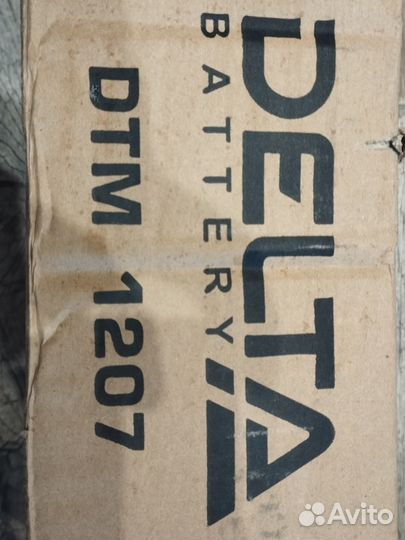 DELTA
BATTERY
DTM 1207
Avito